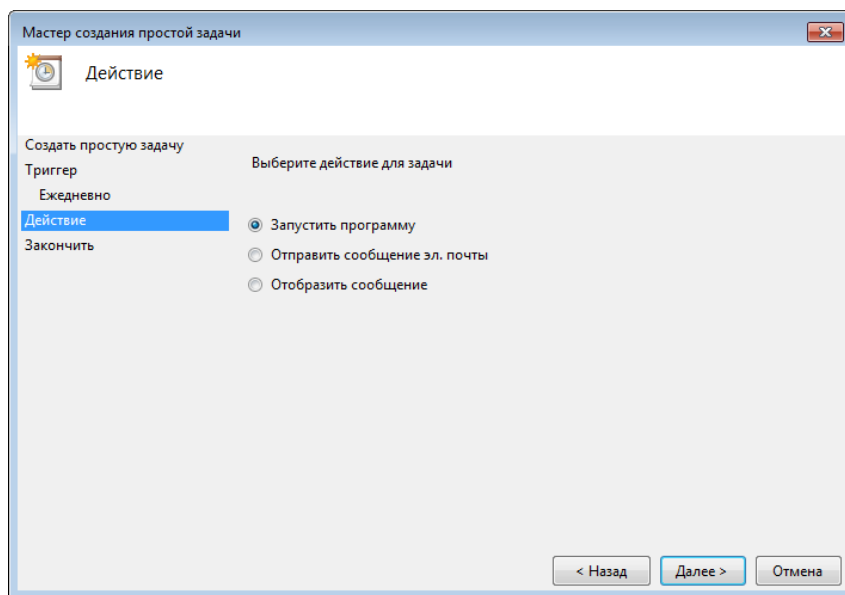 Мастер создания простой задачи
Действие
Создать простую задачу
Триггер
Ежедневно
Действие
Закончить
Выберите действие для задачи
Запустить программу
Отправить сообщение эл. почты
Отобразить сообщение
< Назад
Далее >
Отмена